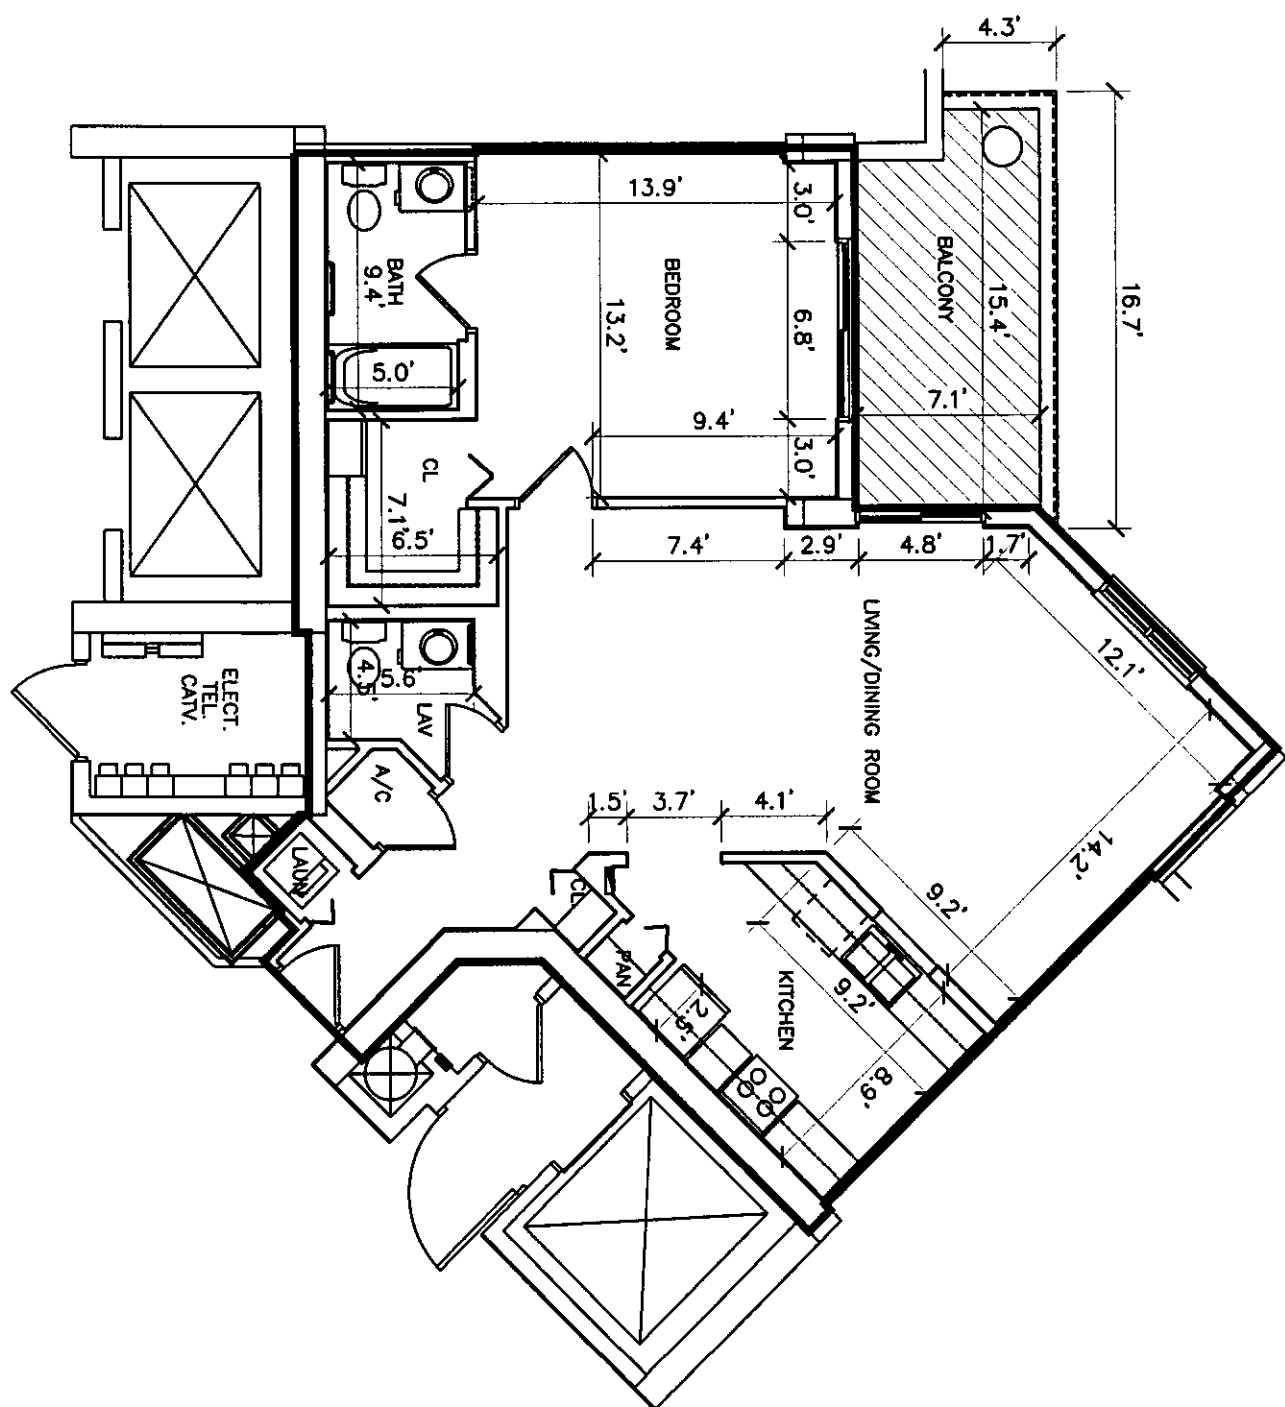 4.3'
16.7'
13.9'
3.0'
BATH
9.4'
BEDROOM
BALCONY
15.4'
13.2'
6.8'
5.0'
7.1'
9.4'
3.0'
CL
7.1'
6.5'
7.4'
2.9'
4.8'
1.7'
LIVING/DINING ROOM
12.1'
4.5'
5.6'
LAV
ELECT.
TEL.
CATV.
A/C
1.5'
3.7'
4.1'
14.2'
LAUN
CL
9.2'
PAN
KITCHEN
9.2'
2.5'
8.9'